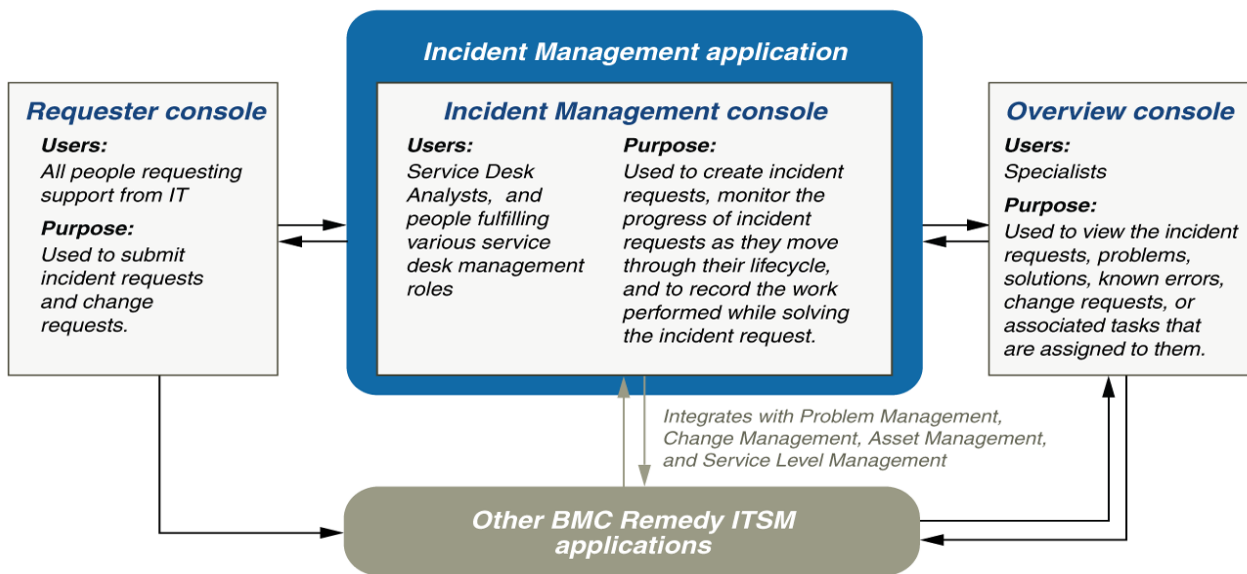 Incident Management application
Requester console
Users:
All people requesting
support from IT
Purpose:
Used to submit
incident requests
and change
requests.
Incident Management console
Users:
Service Desk
Analysts, and
people fulfilling
various service
desk management
roles
Purpose:
Used to create incident
requests, monitor the
progress of incident
requests as they move
through their lifecycle,
and to record the work
performed while solving
the incident request.
Overview console
Users:
Specialists
Purpose:
Used to view the incident
requests, problems,
solutions, known errors,
change requests, or
associated tasks that
are assigned to them.
Integrates with Problem Management,
Change Management, Asset Management,
and Service Level Management
Other BMC Remedy ITSM
applications